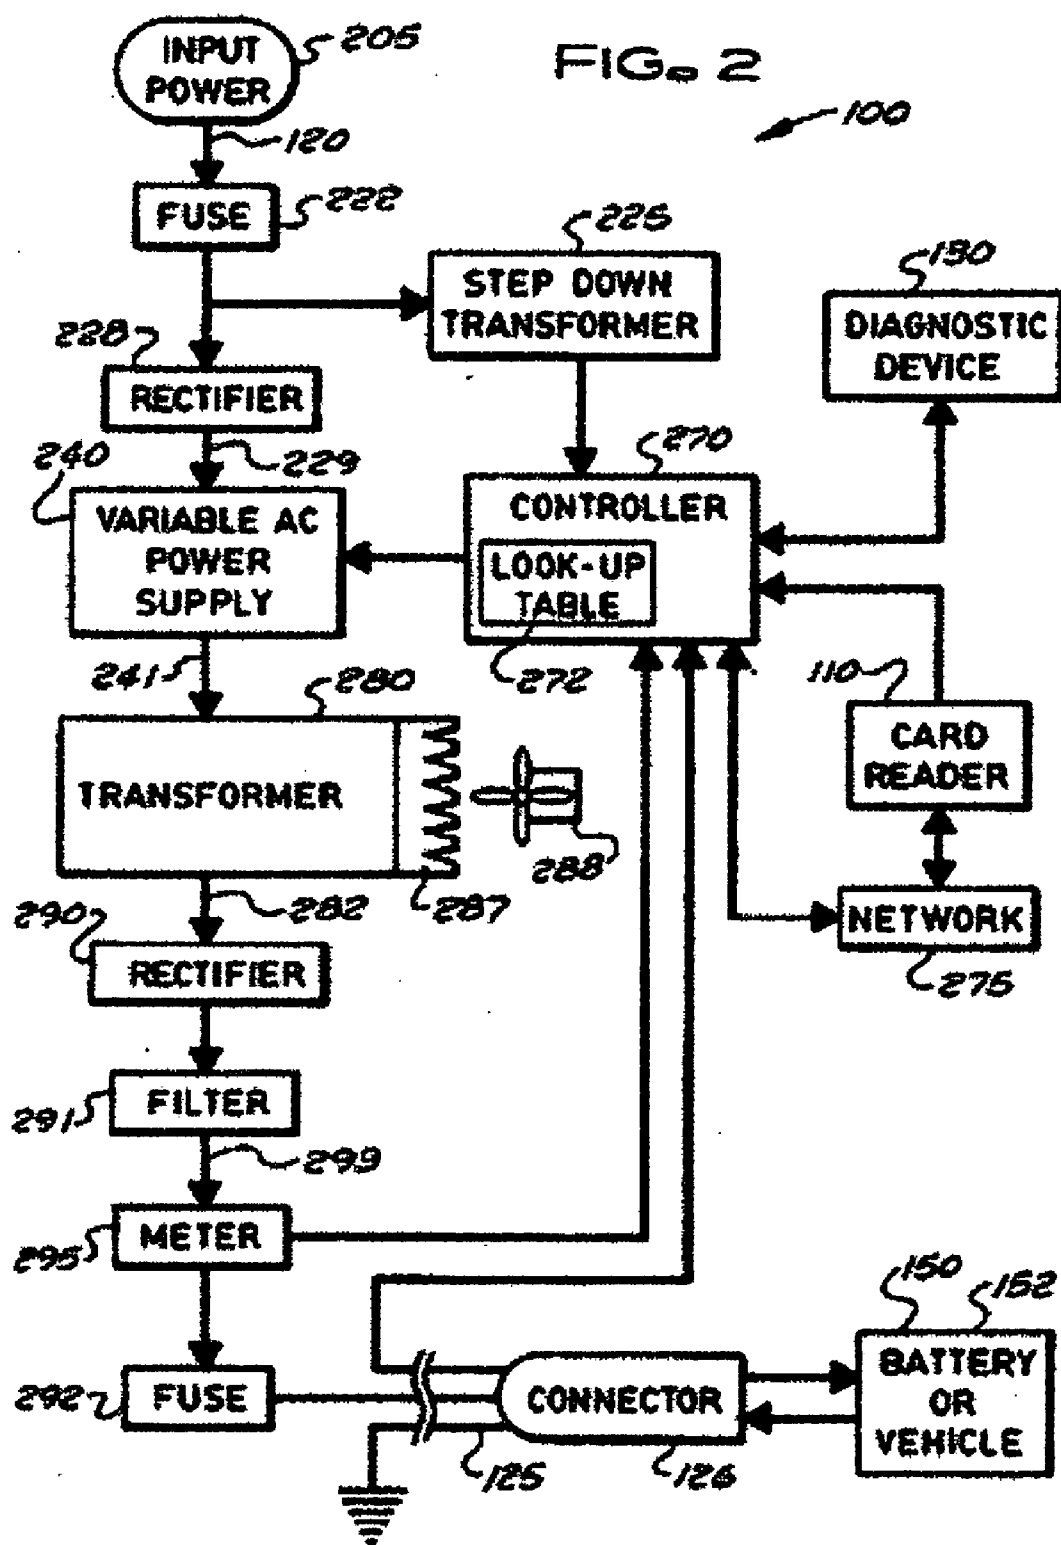 INPUT
POWER
205
FIG. 2
100
120
FUSE
222
225
STEP DOWN
TRANSFORMER
DIAGNOSTIC
DEVICE
228
RECTIFIER
229
240
VARIABLE AC
POWER
SUPPLY
270
CONTROLLER
LOOK-UP
TABLE
272
241
280
110
CARD
READER
TRANSFORMER
288
287
282
NETWORK
275
290
RECTIFIER
FILTER
291
299
METER
295
150
152
BATTERY
OR
VEHICLE
FUSE
292
CONNECTOR
125
126